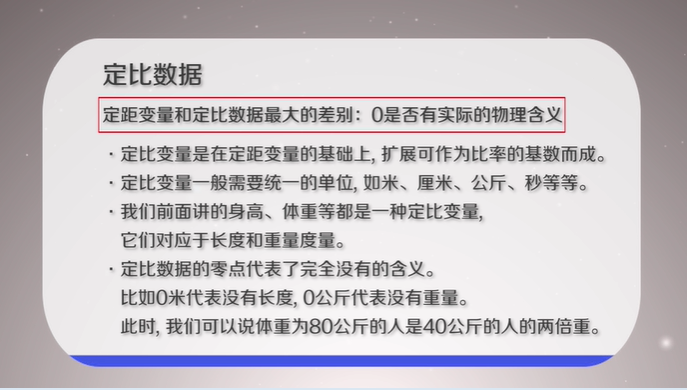 定比数据
定距变量和定比数据最大的差别：0是否有实际的物理含义
·定比变量是在定距变量的基础上,扩展可作为比率的基数而成。
·定比变量一般需要统一的单位,如米、厘米、公斤、秒等等。
·我们前面讲的身高、体重等都是一种定比变量,
它们对应于长度和重量度量。
·定比数据的零点代表了完全没有的含义。
比如0米代表没有长度,0公斤代表没有重量。
此时,我们可以说体重为80公斤的人是40公斤的人的两倍重。